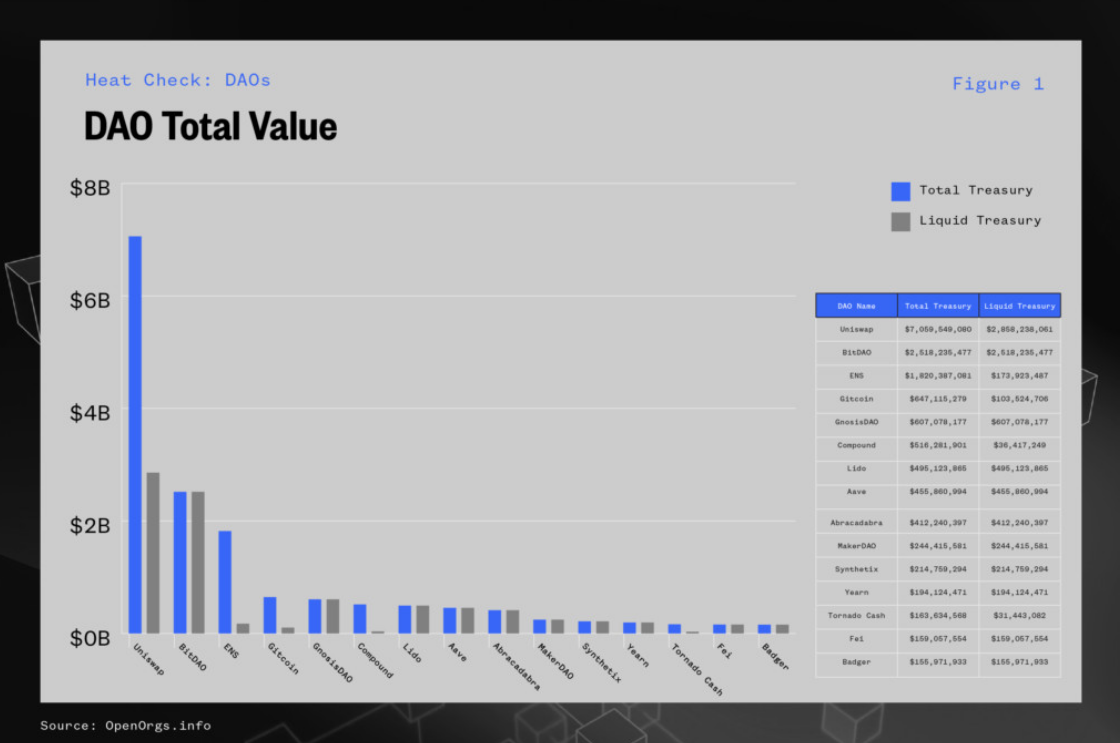 Heat Check: DAOs
Figure 1
DAO Total Value
$8B
$6B
$4B
$2B
$0B
Total Treasury
Liquid Treasury
Uniswap
BitDAO
ENS
Gitcoin
GnosisDAO
Compound
Lido
Aave
Abracadabra
MakerDAO
Synthetix
Yearn
Tornado Cash
Fei
Badger
DAO Name Total Treasury Liquid Treasury
Uniswap $7,059,549,080 $2,858,238,061
BitDAO $2,518,235,477 $2,518,235,477
ENS $1,820,387,081 $173,923,487
Gitcoin $647,115,279 $103,524,706
GnosisDAO $607,078,177 $607,078,177
Compound $516,281,901 $36,417,249
Lido $495,123,865 $495,123,865
Aave $455,860,994 $455,860,994
Abracadabra $412,240,397 $412,240,397
MakerDAO $244,415,581 $244,415,581
Synthetix $214,759,294 $214,759,294
Yearn $194,124,471 $194,124,471
Tornado Cash $163,634,568 $31,443,082
Fei $159,057,554 $159,057,554
Badger $155,971,933 $155,971,933
Source: OpenOrgs.info